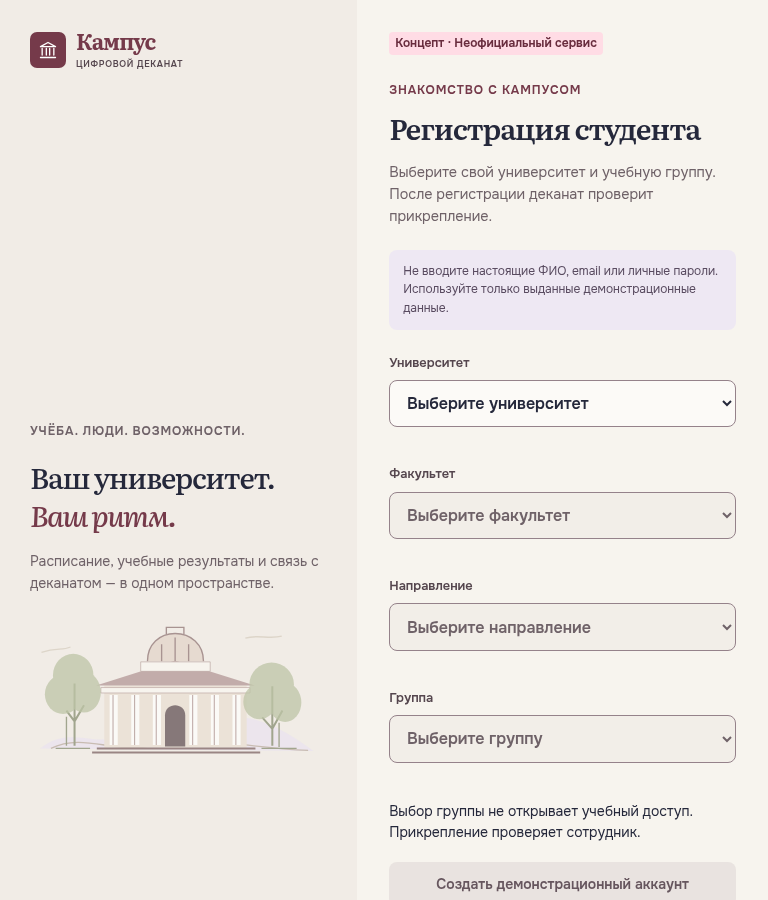 Кампус
ЦИФРОВОЙ ДЕКАНАТ
УЧЁБА. ЛЮДИ. ВОЗМОЖНОСТИ.
Ваш университет.
Ваш ритм.
Расписание, учебные результаты и связь с
деканатом — в одном пространстве.
Концепт · Неофициальный сервис
ЗНАКОМСТВО С КАМПУСОМ
Регистрация студента
Выберите свой университет и учебную группу.
После регистрации деканат проверит
прикрепление.
Не вводите настоящие ФИО, email или личные пароли.
Используйте только выданные демонстрационные
данные.
Университет
Выберите университет
Факультет
Выберите факультет
Направление
Выберите направление
Группа
Выберите группу
Выбор группы не открывает учебный доступ.
Прикрепление проверяет сотрудник.
Создать демонстрационный аккаунт